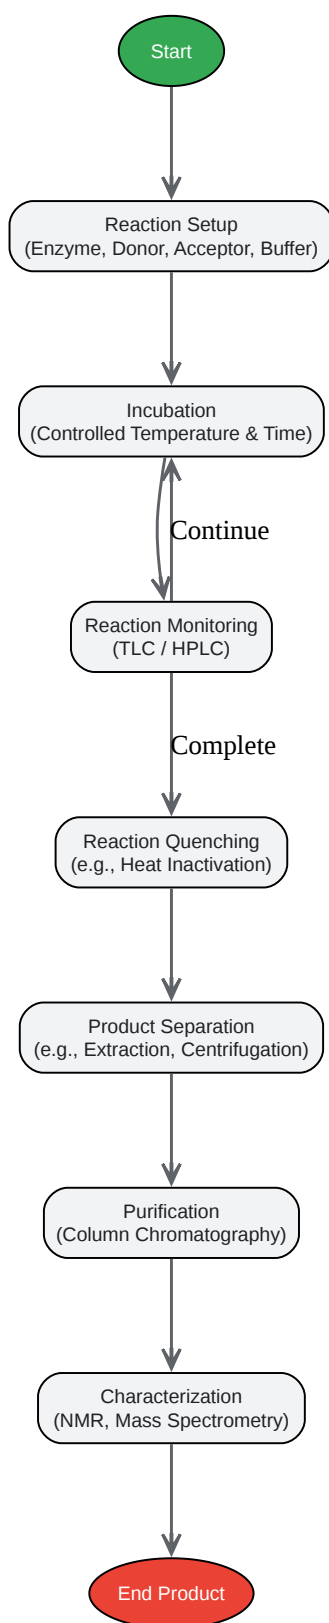 Start
Reaction Setup
(Enzyme, Donor, Acceptor, Buffer)
Incubation
(Controlled Temperature & Time)
Continue
Reaction Monitoring
(TLC / HPLC)
Complete
Reaction Quenching
(e.g., Heat Inactivation)
Product Separation
(e.g., Extraction, Centrifugation)
Purification
(Column Chromatography)
Characterization
(NMR, Mass Spectrometry)
End Product